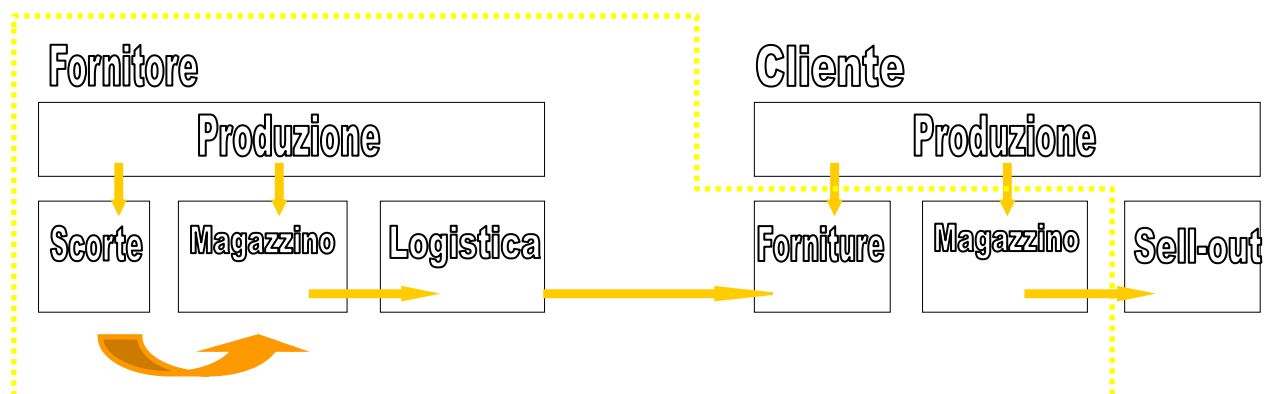 Fornitore
Cliente
Produzione
Produzione
Scorte
Magazzino
Logistica
Forniture
Magazzino
Sell-out